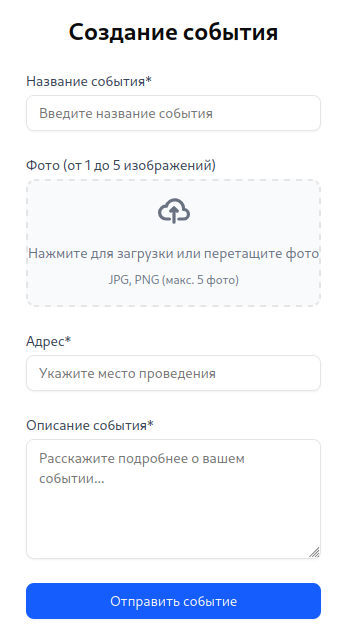 Создание события
Название события*
Введите название события
Фото (от 1 до 5 изображений)
Нажмите для загрузки или перетащите фото
JPG, PNG (макс. 5 фото)
Адрес*
Укажите место проведения
Описание события*
Расскажите подробнее о вашем
событии...
Отправить событие